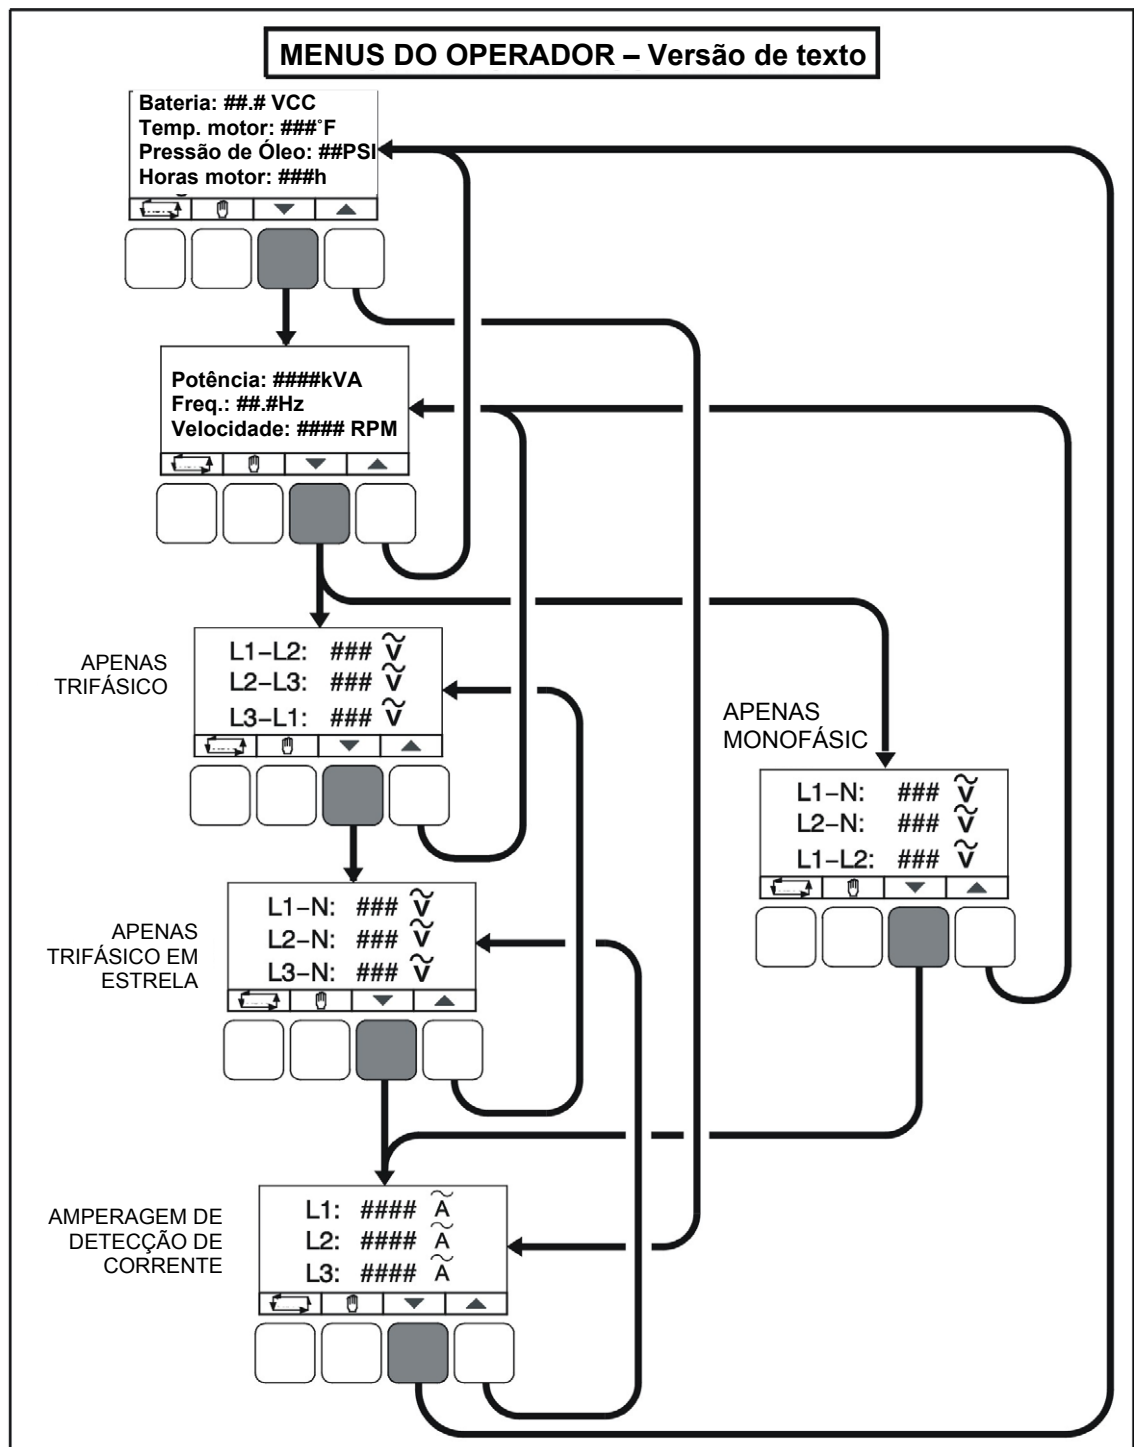 MENUS DO OPERADOR – Versão de texto
Bateria: ##.# VCC
Temp. motor: ###˚F
Pressão de Óleo: ##PSI
Horas motor: ###h
Potência: ####kVA
Freq.: ##.#Hz
Velocidade: #### RPM
APENAS
TRIFÁSICO
L1–L2: ### V
L2–L3: ### V
L3–L1: ### V
APENAS
MONOFÁSIC
L1–N: ### V
L2–N: ### V
L1–L2: ### V
APENAS
TRIFÁSICO EM
ESTRELA
L1–N: ### V
L2–N: ### V
L3–N: ### V
AMPERAGEM DE
DETECÇÃO DE
CORRENTE
L1: #### A
L2: #### A
L3: #### A